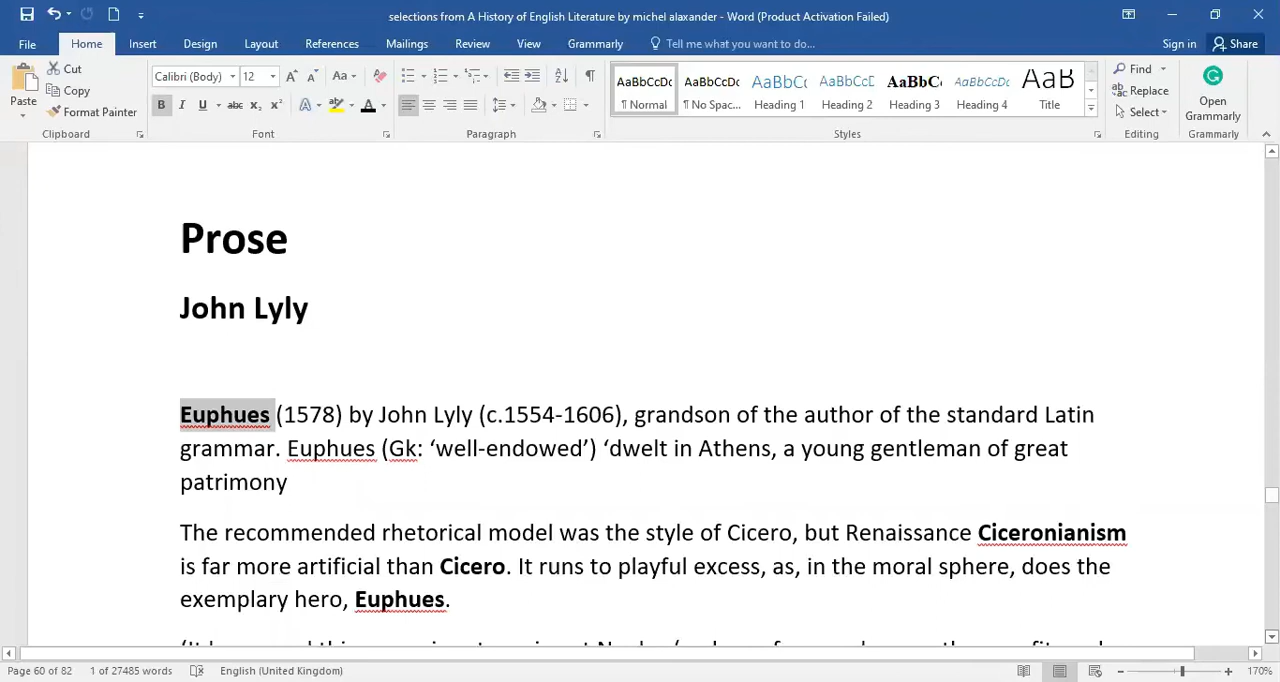 selections from A History of English Literature by michel alaxander - Word (Product Activation Failed)
File Home Insert Design Layout References Mailings Review View Grammarly Tell me what you want to do... Sign in Share
Paste Cut Copy Format Painter
Clipboard
Calibri (Body) 12 Aa
B I U abc x₂ x² A A
Font
Paragraph
AaBbCcDc AaBbCcDc AaBbC AaBbCcD AaBbC AaBbCcDc AaB
¶ Normal ¶ No Spac... Heading 1 Heading 2 Heading 3 Heading 4 Title
Styles
Find
Replace
Select
Editing
Open
Grammarly
Grammarly
Prose
John Lyly
Euphues (1578) by John Lyly (c.1554-1606), grandson of the author of the standard Latin
grammar. Euphues (Gk: ‘well-endowed’) ‘dwelt in Athens, a young gentleman of great
patrimony
The recommended rhetorical model was the style of Cicero, but Renaissance Ciceronianism
is far more artificial than Cicero. It runs to playful excess, as, in the moral sphere, does the
exemplary hero, Euphues.
Page 60 of 82 1 of 27485 words English (United Kingdom) 170%